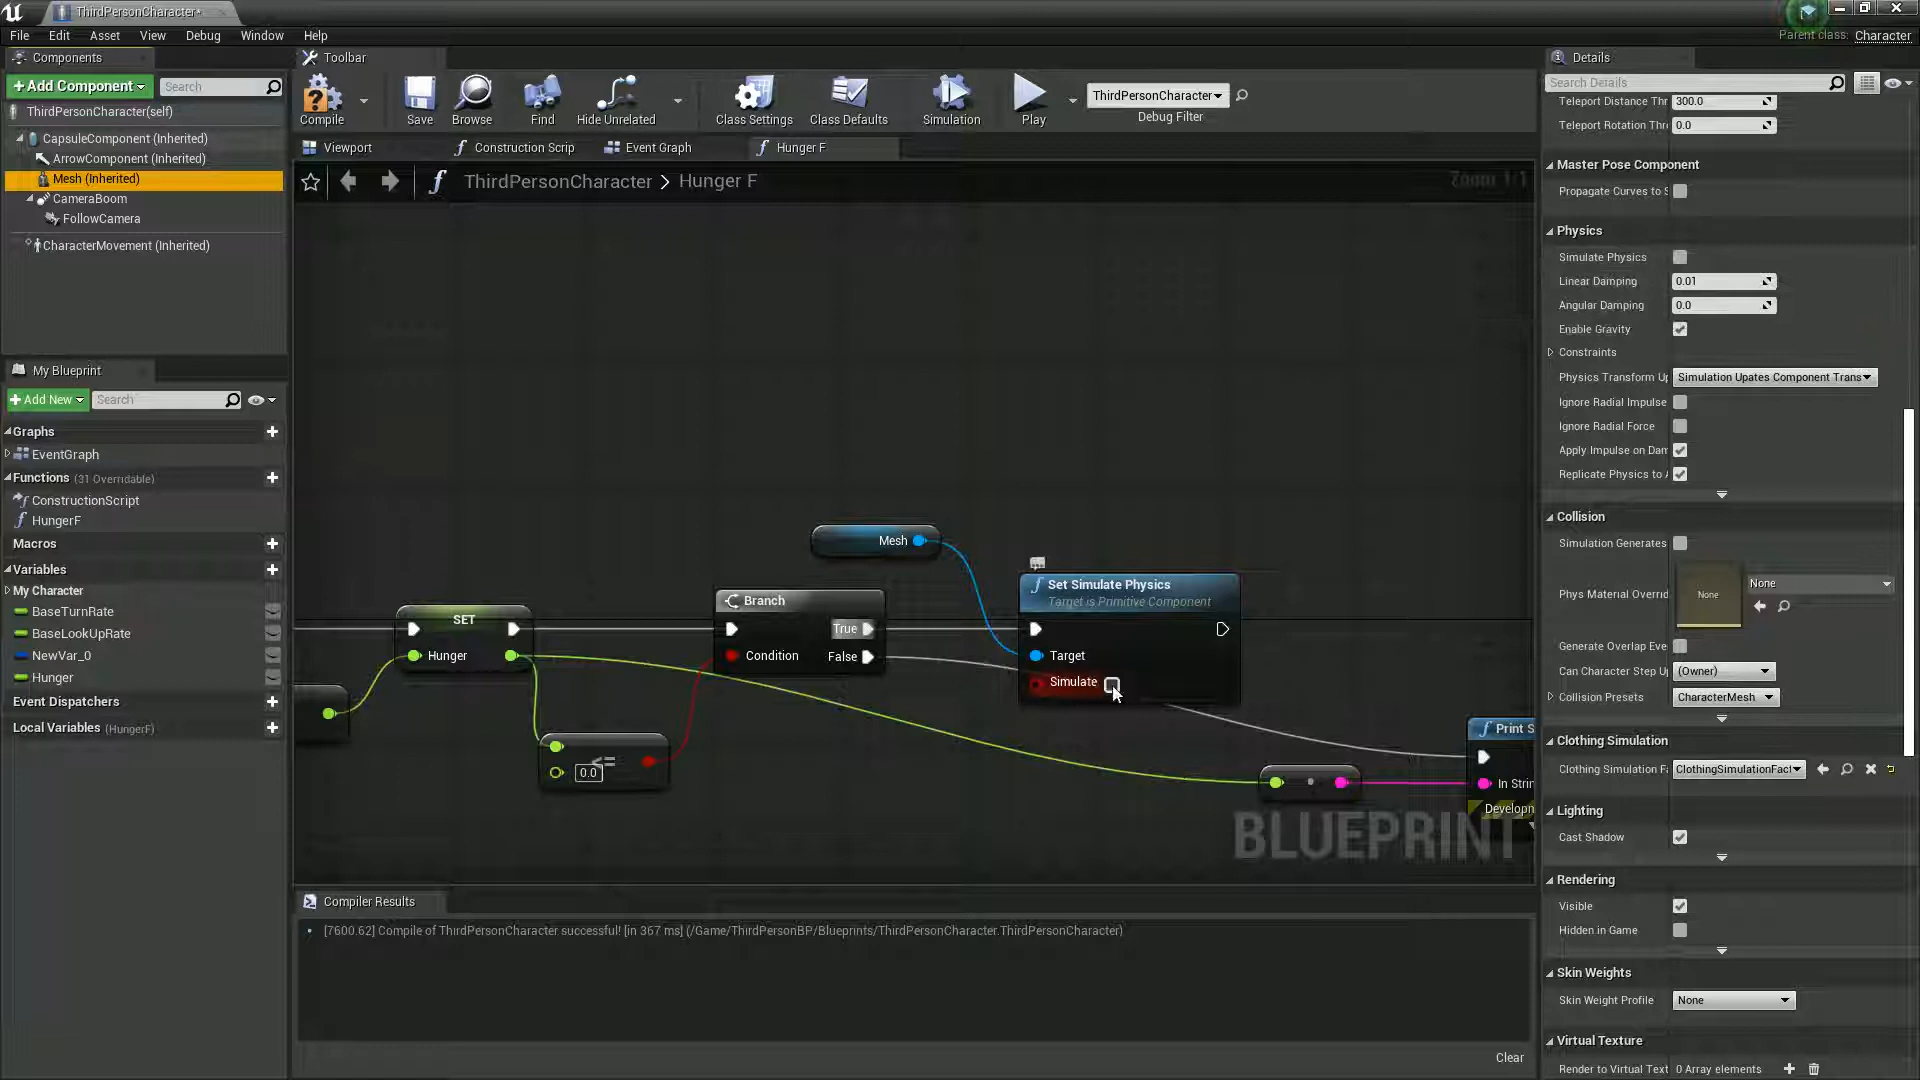 ThirdPersonCharacter*
File Edit Asset View Debug Window Help
Parent class: Character
Components
+Add Component
Search
ThirdPersonCharacter(self)
CapsuleComponent (Inherited)
ArrowComponent (Inherited)
Mesh (Inherited)
CameraBoom
FollowCamera
CharacterMovement (Inherited)
My Blueprint
+Add New
Search
Graphs
EventGraph
Functions (31 Overridable)
ConstructionScript
HungerF
Macros
Variables
My Character
BaseTurnRate
BaseLookUpRate
NewVar_0
Hunger
Event Dispatchers
Local Variables (HungerF)
Toolbar
Compile
Save
Browse
Find
Hide Unrelated
Class Settings
Class Defaults
Simulation
Play
ThirdPersonCharacter
Debug Filter
Viewport
Construction Scrip
Event Graph
Hunger F
ThirdPersonCharacter > Hunger F
Zoom 1:1
Mesh
SET
Hunger
Branch
True
Condition
False
Set Simulate Physics
Target is Primitive Component
Target
Simulate
<=
0.0
Print S
In Strin
Developn
BLUEPRINT
Compiler Results
• [7600.62] Compile of ThirdPersonCharacter successful! [in 367 ms] (/Game/ThirdPersonBP/Blueprints/ThirdPersonCharacter.ThirdPersonCharacter)
Clear
Details
Search Details
Teleport Distance Thr 300.0
Teleport Rotation Thr 0.0
Master Pose Component
Propagate Curves to S
Physics
Simulate Physics
Linear Damping 0.01
Angular Damping 0.0
Enable Gravity
Constraints
Physics Transform Up Simulation Upates Component Trans
Ignore Radial Impulse
Ignore Radial Force
Apply Impulse on Dam
Replicate Physics to A
Collision
Simulation Generates
Phys Material Overrid None None
Generate Overlap Eve
Can Character Step U (Owner)
Collision Presets CharacterMesh
Clothing Simulation
Clothing Simulation Fa ClothingSimulationFact
Lighting
Cast Shadow
Rendering
Visible
Hidden in Game
Skin Weights
Skin Weight Profile None
Virtual Texture
Render to Virtual Text 0 Array elements